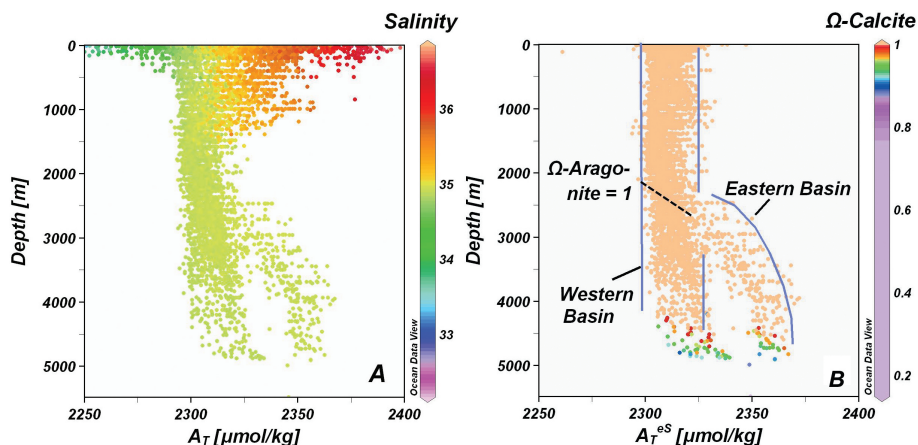 Salinity
Ω-Calcite
0
1000
2000
3000
4000
5000
Depth [m]
2250
2300
2350
2400
A_T [µmol/kg]
A
36
35
34
33
Ocean Data View
0
1000
2000
3000
4000
5000
Depth [m]
Ω-Arago-
nite = 1
Eastern Basin
Western
Basin
2250
2300
2350
2400
A_T^eS [µmol/kg]
B
1
0.8
0.6
0.4
0.2
Ocean Data View